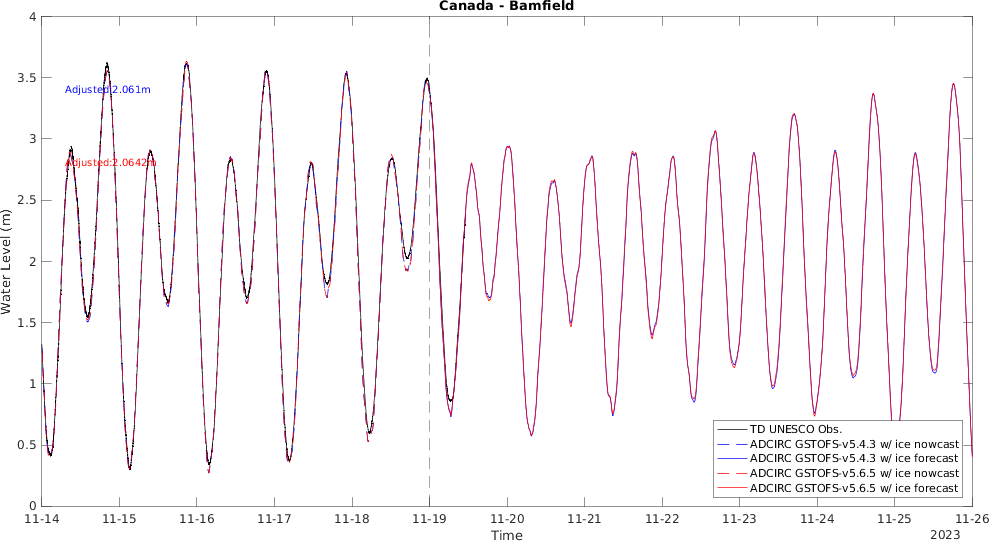 Canada - Bamfield
4
3.5
3
2.5
2
1.5
1
0.5
0
Water Level (m)
Adjusted:2.061m
Adjusted:2.0642m
TD UNESCO Obs.
ADCIRC GSTOFS-v5.4.3 w/ ice nowcast
ADCIRC GSTOFS-v5.4.3 w/ ice forecast
ADCIRC GSTOFS-v5.6.5 w/ ice nowcast
ADCIRC GSTOFS-v5.6.5 w/ ice forecast
11-14 11-15 11-16 11-17 11-18 11-19 11-20 11-21 11-22 11-23 11-24 11-25 11-26
Time
2023